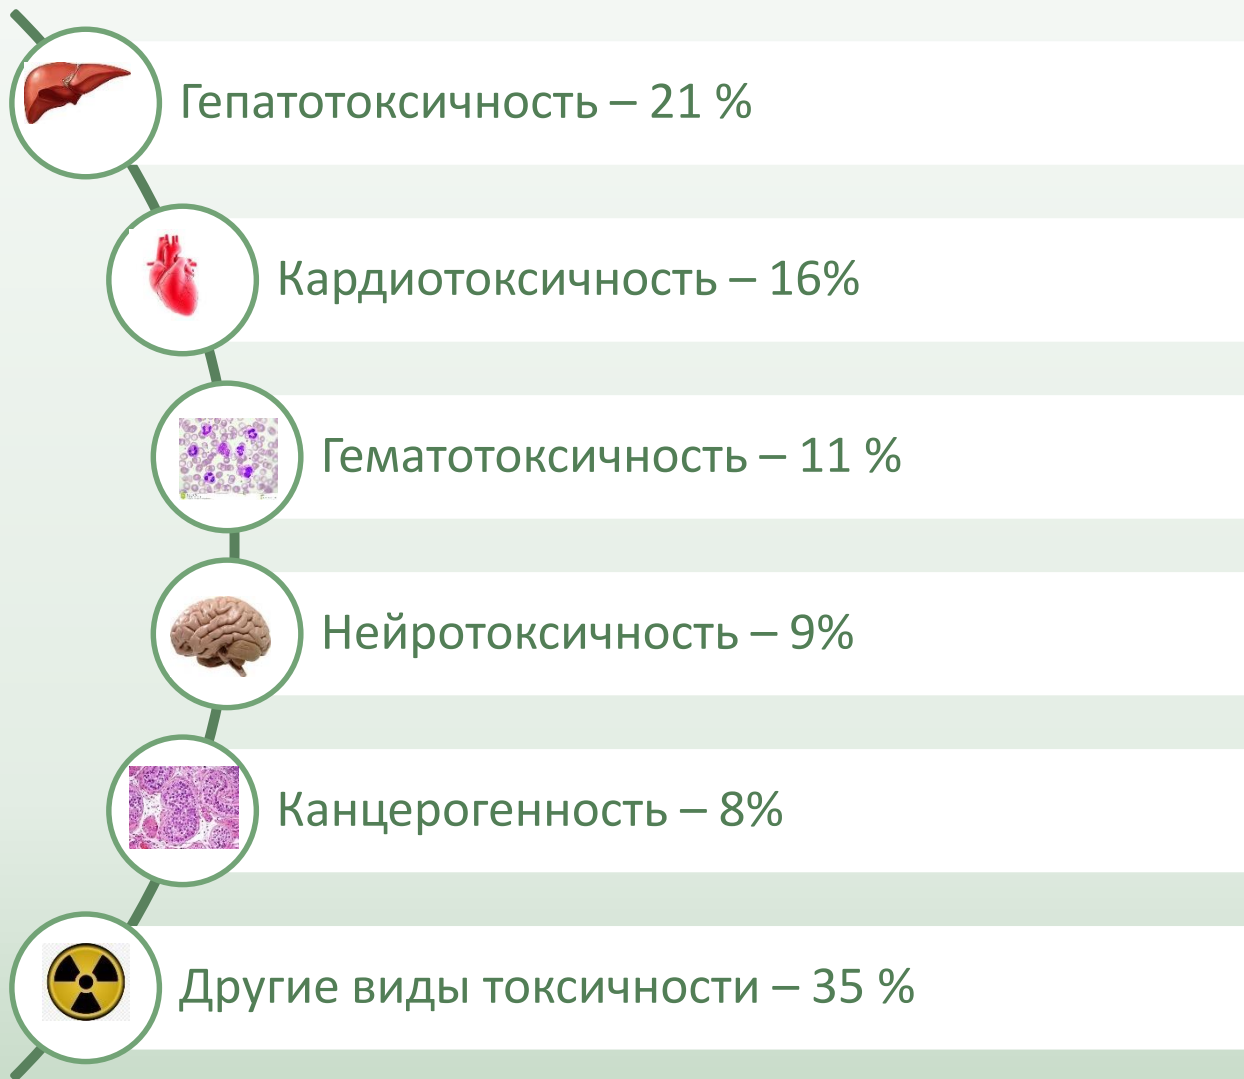 Гепатотоксичность – 21 %
Кардиотоксичность – 16%
Гематотоксичность – 11 %
Нейротоксичность – 9%
Канцерогенность – 8%
Другие виды токсичности – 35 %